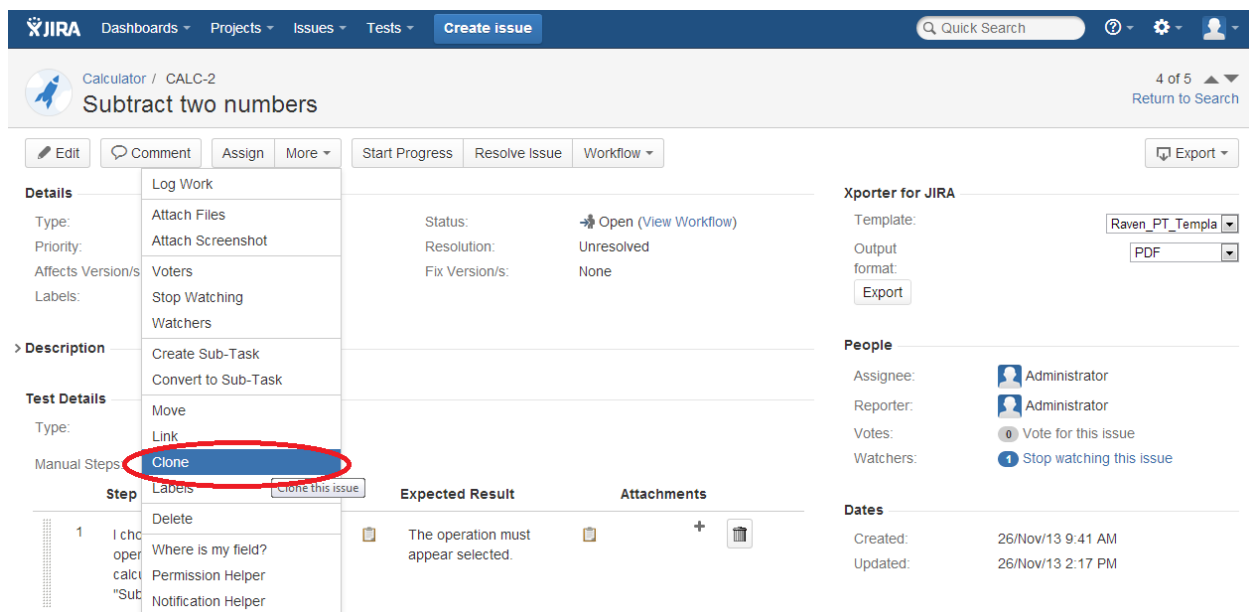 JIRA Dashboards Projects Issues Tests Create issue Quick Search
Calculator / CALC-2
4 of 5
Subtract two numbers
Return to Search
Edit Comment Assign More Start Progress Resolve Issue Workflow Export
Log Work
Details
Xporter for JIRA
Type: Attach Files Status: Open (View Workflow)
Template: Raven_PT_Templa
Priority: Attach Screenshot Resolution: Unresolved
Output format: PDF
Affects Version/s Voters Fix Version/s: None
Labels: Stop Watching
Export
Watchers
Description
Create Sub-Task
People
Convert to Sub-Task
Assignee: Administrator
Test Details
Move
Reporter: Administrator
Type:
Link
Votes: 0 Vote for this issue
Manual Steps: Clone
Watchers: 1 Stop watching this issue
Labels
Clone this issue
Step Expected Result Attachments
Delete
Dates
1 The operation must
appear selected.
Created: 26/Nov/13 9:41 AM
Where is my field?
Updated: 26/Nov/13 2:17 PM
Permission Helper
Notification Helper